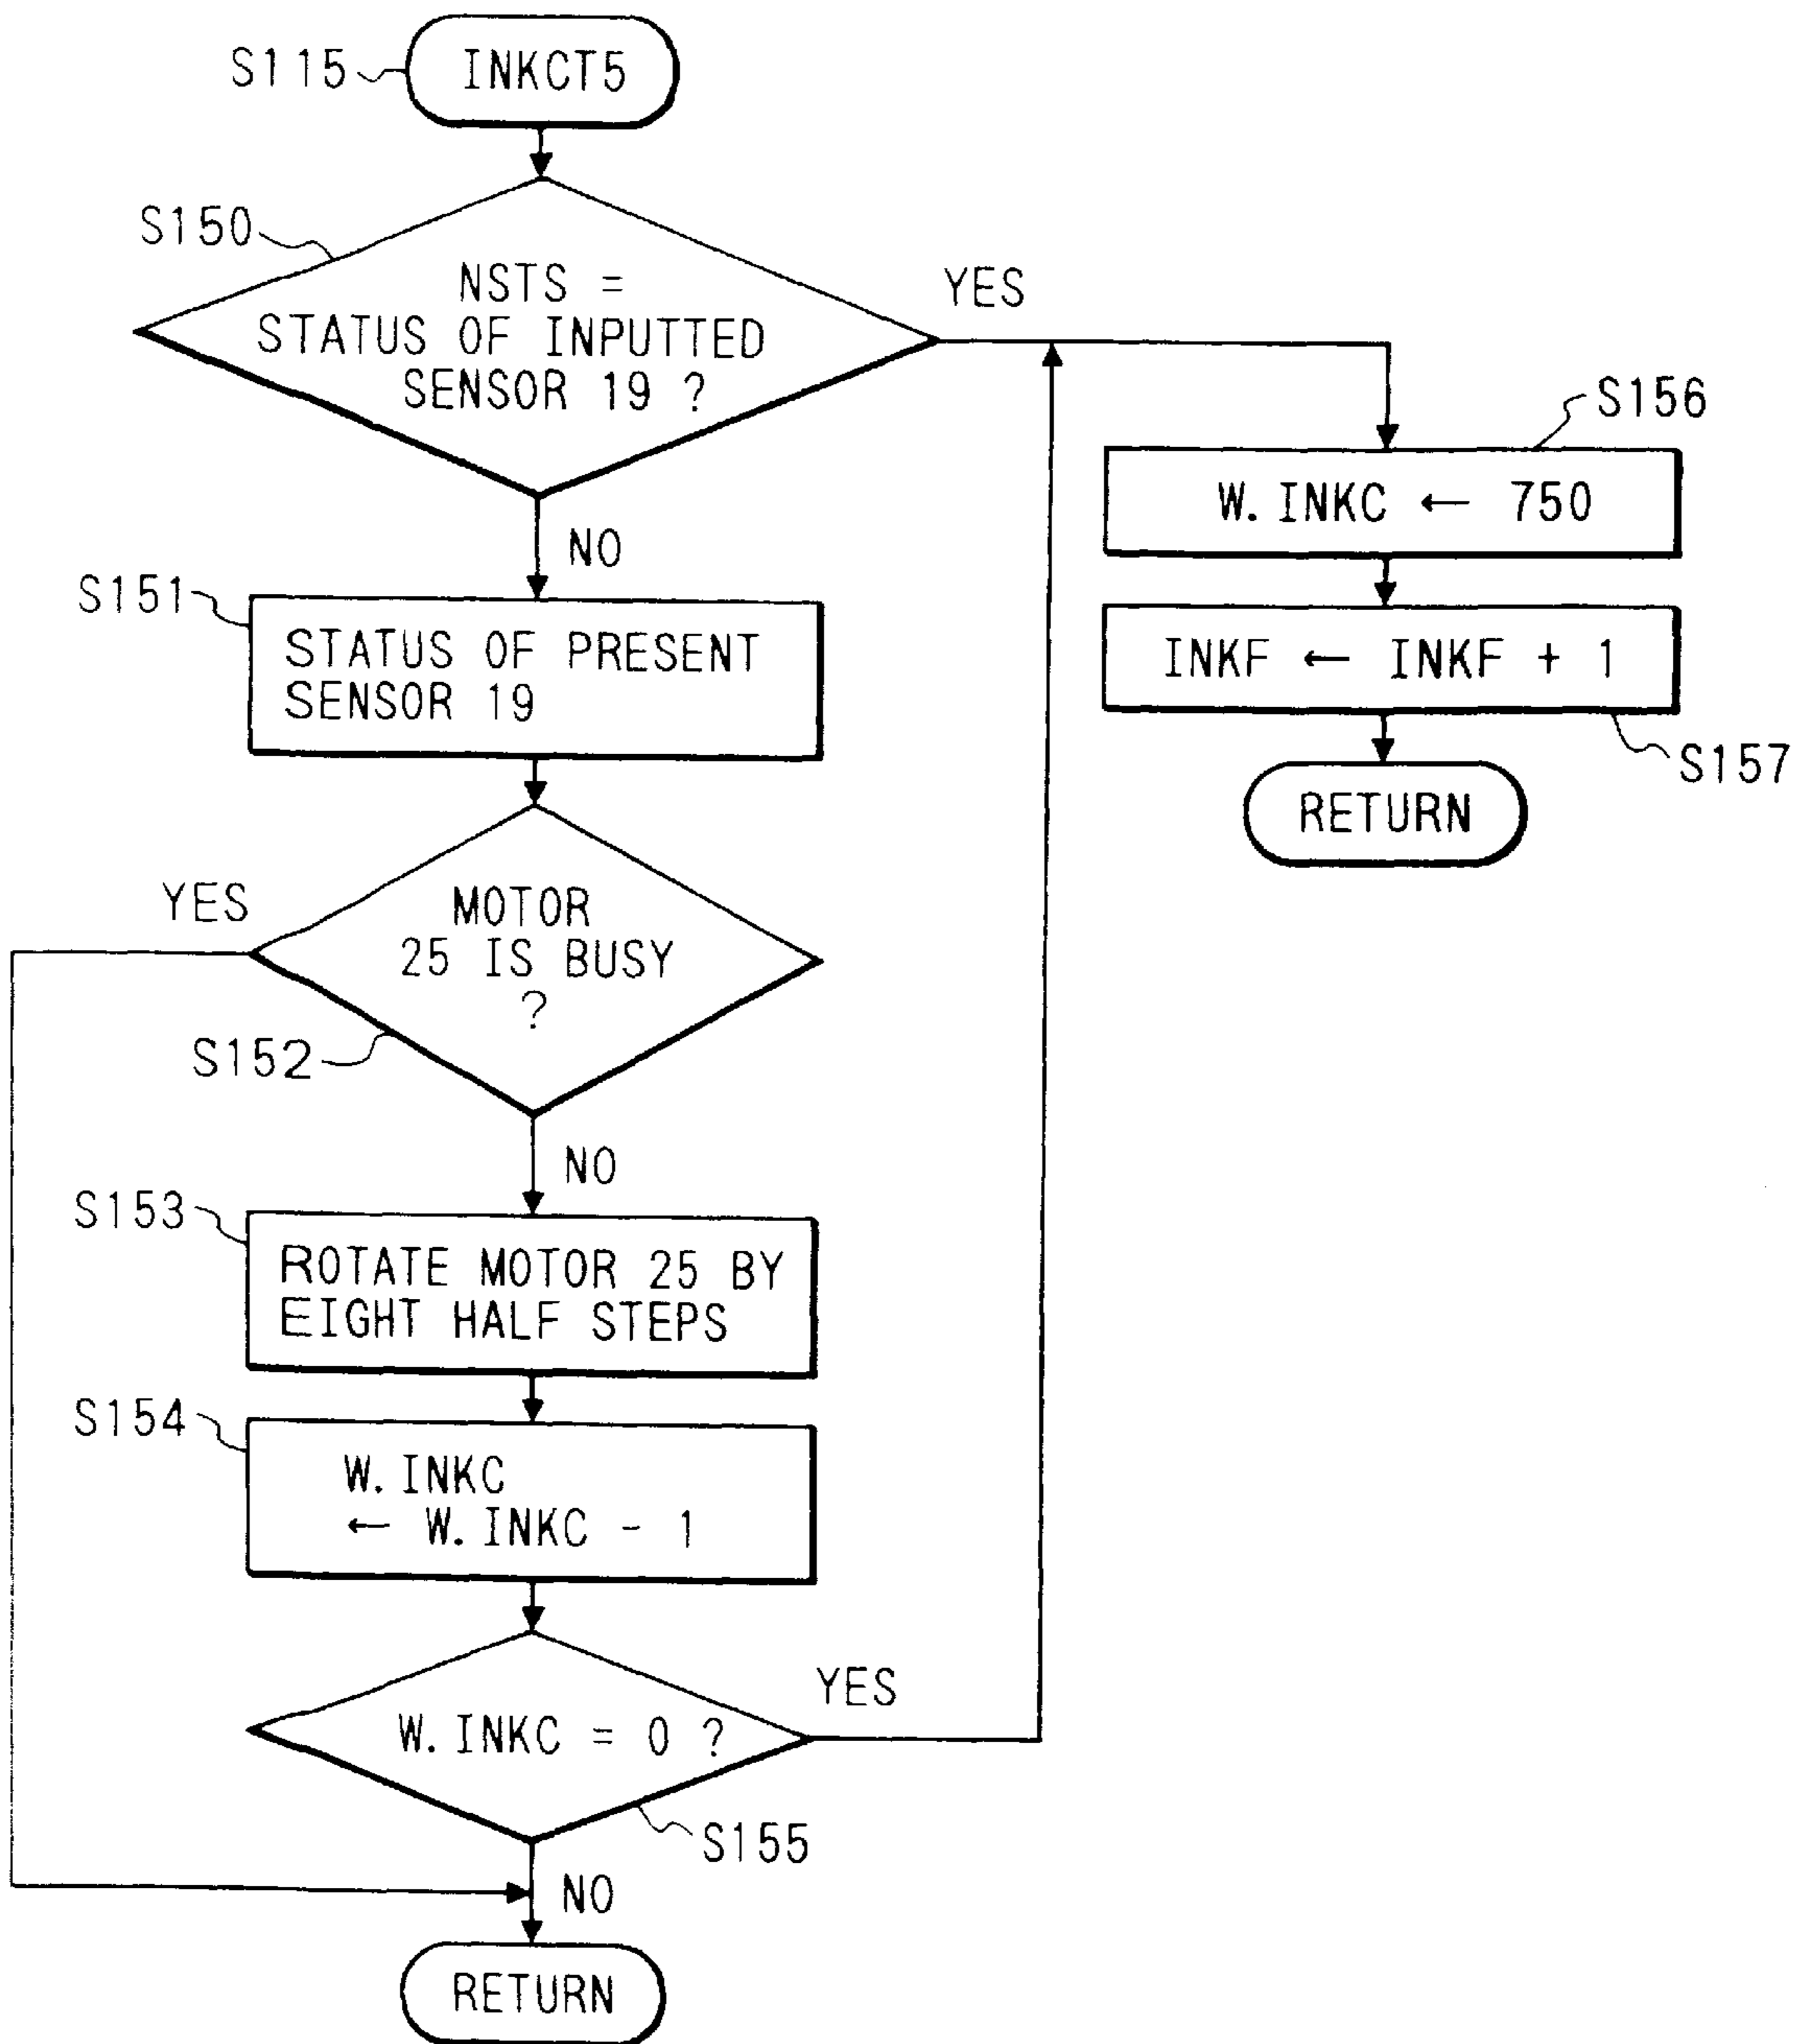 S115
INKCT5
S150
NSTS =
STATUS OF INPUTTED
SENSOR 19 ?
YES
NO
S151
STATUS OF PRESENT
SENSOR 19
YES
MOTOR
25 IS BUSY
?
S152
NO
S153
ROTATE MOTOR 25 BY
EIGHT HALF STEPS
S154
W.INKC
← W.INKC - 1
W.INKC = 0 ?
YES
S155
NO
RETURN
S156
W.INKC ← 750
INKF ← INKF + 1
S157
RETURN